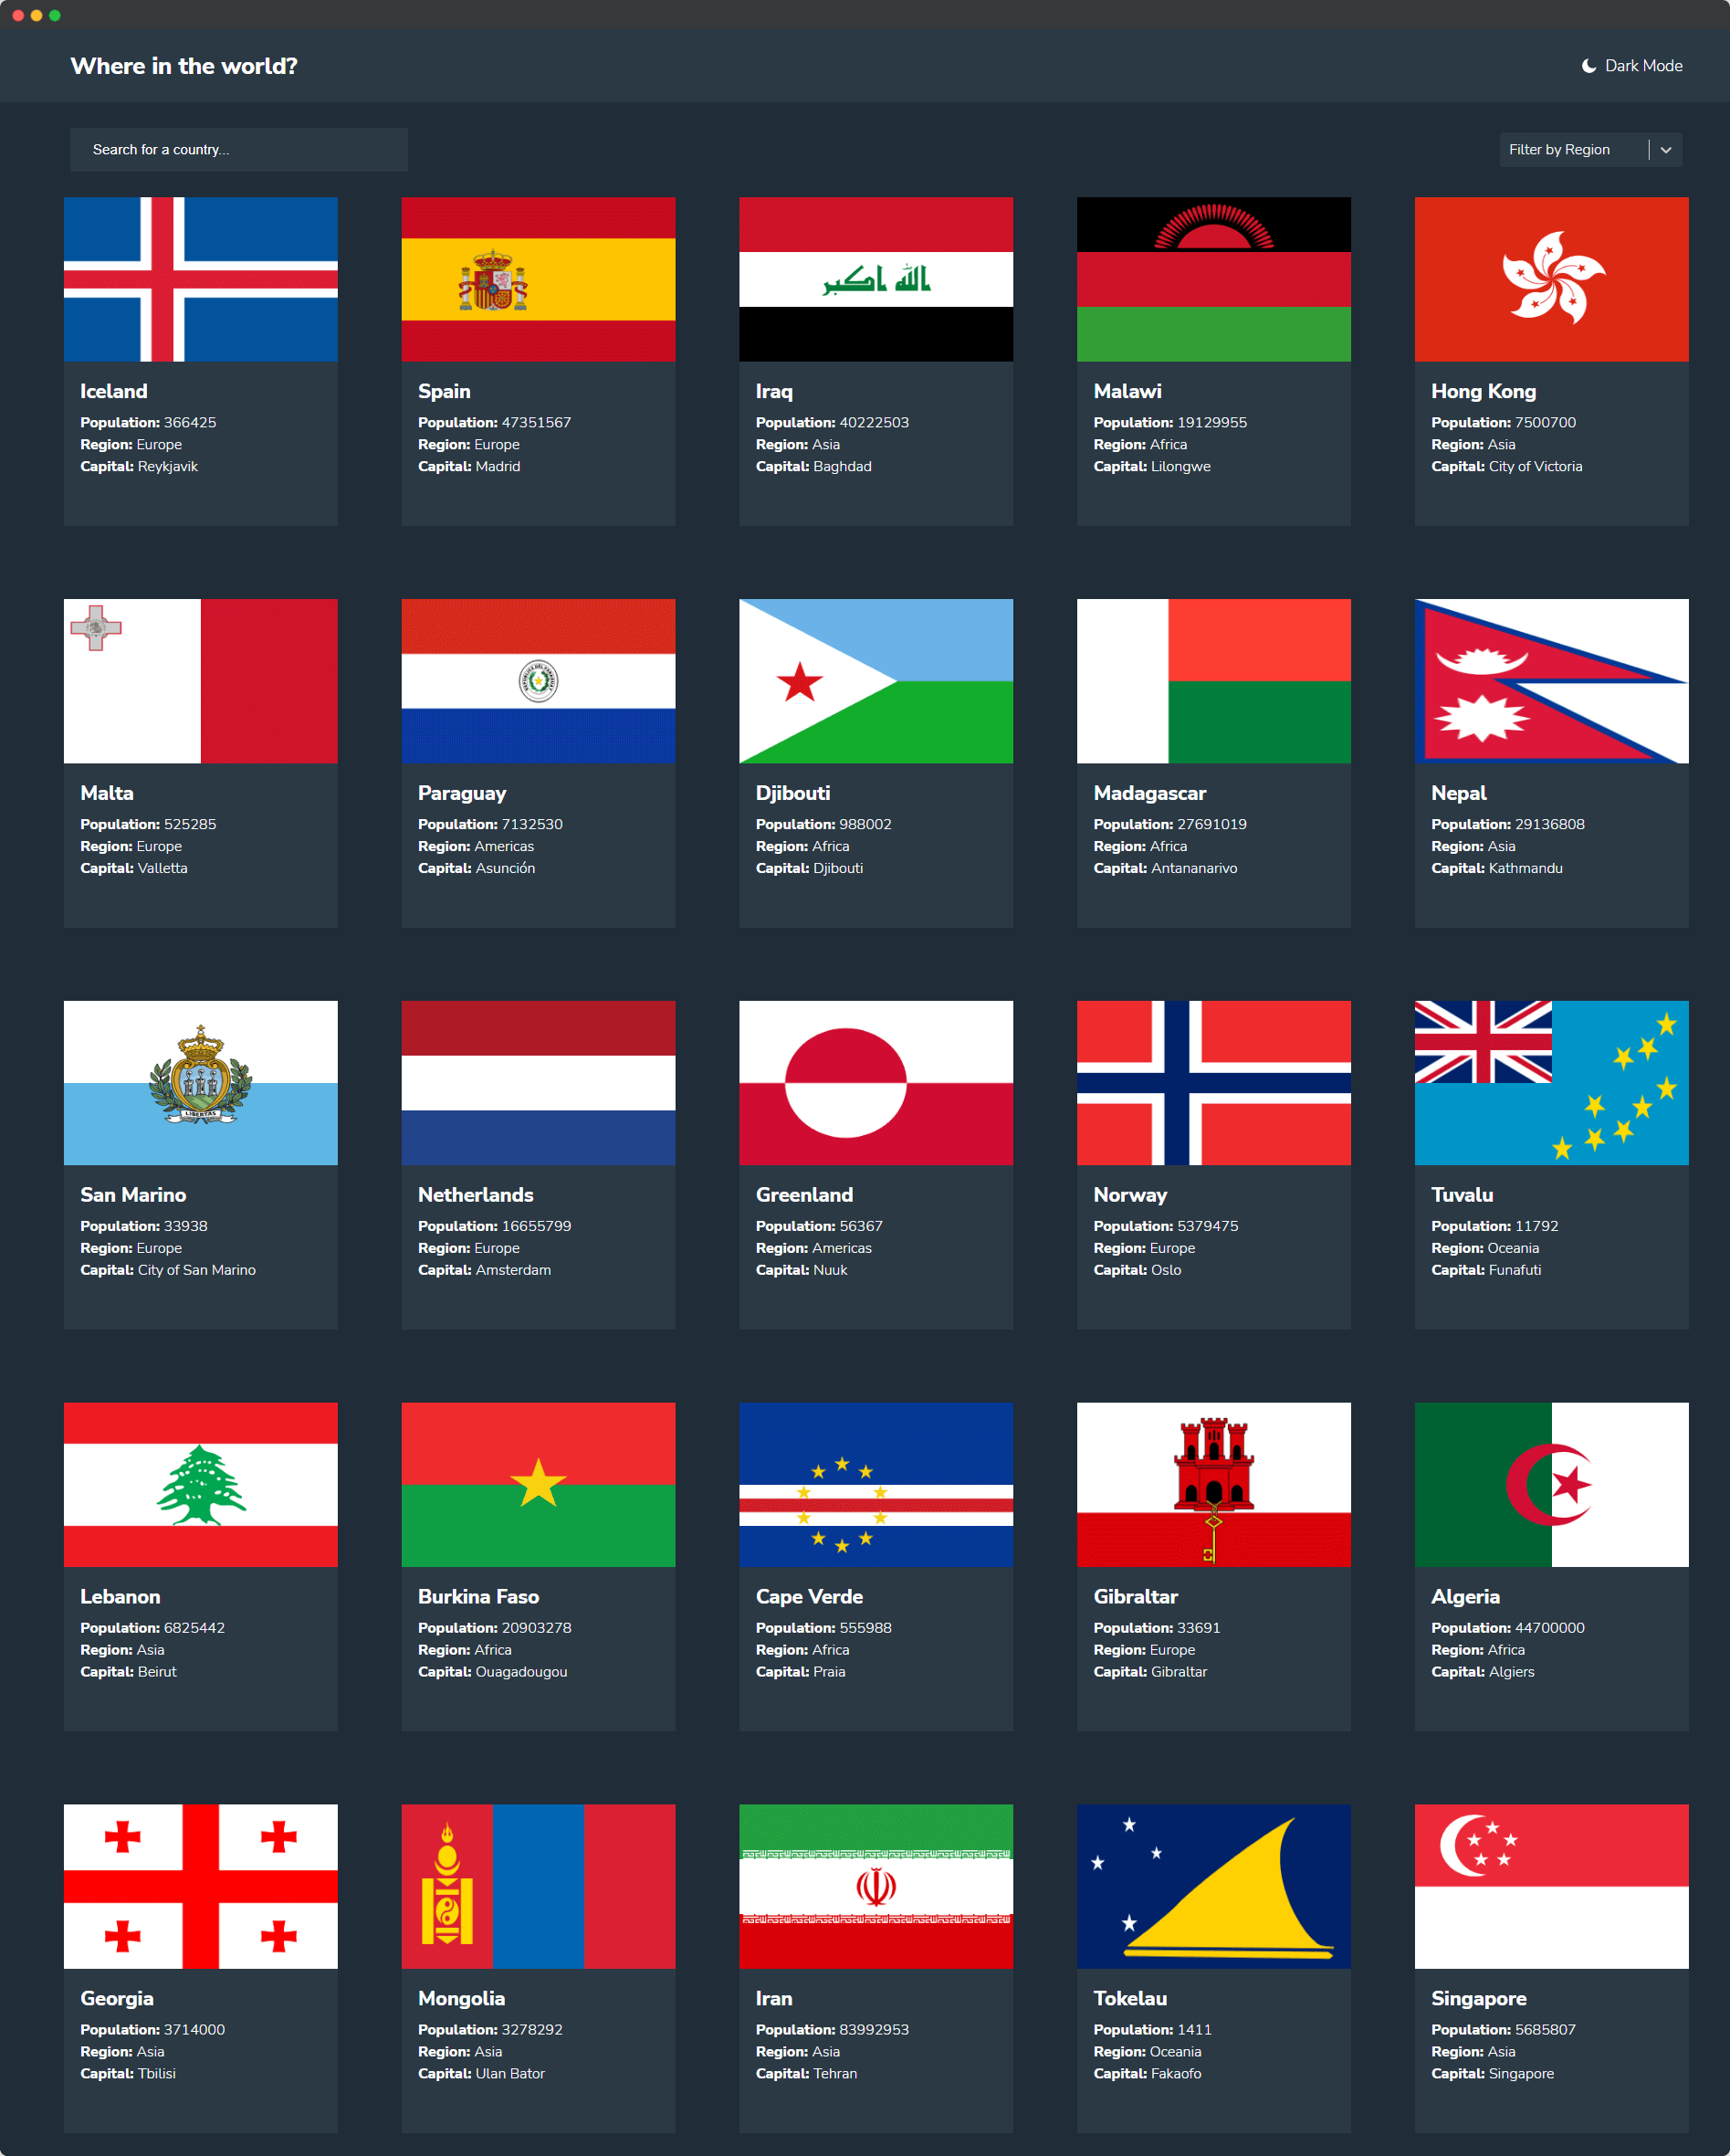 Where in the world?
Dark Mode
Search for a country...
Filter by Region
الله اكبر
Iceland
Population: 366425
Region: Europe
Capital: Reykjavik
Spain
Population: 47351567
Region: Europe
Capital: Madrid
Iraq
Population: 40222503
Region: Asia
Capital: Baghdad
Malawi
Population: 19129955
Region: Africa
Capital: Lilongwe
Hong Kong
Population: 7500700
Region: Asia
Capital: City of Victoria
REPUBLICA DEL PARAGUAY
Malta
Population: 525285
Region: Europe
Capital: Valletta
Paraguay
Population: 7132530
Region: Americas
Capital: Asunción
Djibouti
Population: 988002
Region: Africa
Capital: Djibouti
Madagascar
Population: 27691019
Region: Africa
Capital: Antananarivo
Nepal
Population: 29136808
Region: Asia
Capital: Kathmandu
LIBERTAS
San Marino
Population: 33938
Region: Europe
Capital: City of San Marino
Netherlands
Population: 16655799
Region: Europe
Capital: Amsterdam
Greenland
Population: 56367
Region: Americas
Capital: Nuuk
Norway
Population: 5379475
Region: Europe
Capital: Oslo
Tuvalu
Population: 11792
Region: Oceania
Capital: Funafuti
Lebanon
Population: 6825442
Region: Asia
Capital: Beirut
Burkina Faso
Population: 20903278
Region: Africa
Capital: Ouagadougou
Cape Verde
Population: 555988
Region: Africa
Capital: Praia
Gibraltar
Population: 33691
Region: Europe
Capital: Gibraltar
Algeria
Population: 44700000
Region: Africa
Capital: Algiers
Georgia
Population: 3714000
Region: Asia
Capital: Tbilisi
Mongolia
Population: 3278292
Region: Asia
Capital: Ulan Bator
Iran
Population: 83992953
Region: Asia
Capital: Tehran
Tokelau
Population: 1411
Region: Oceania
Capital: Fakaofo
Singapore
Population: 5685807
Region: Asia
Capital: Singapore